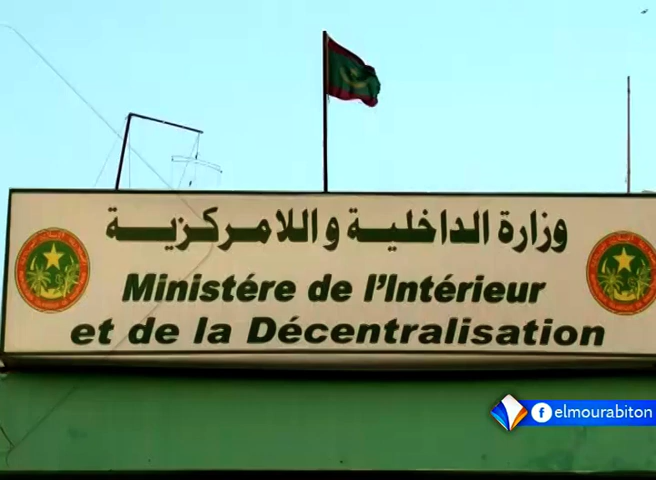 وزارة الداخلية واللامركزية
Ministére de l'Intérieur
et de la Décentralisation
elmourabiton